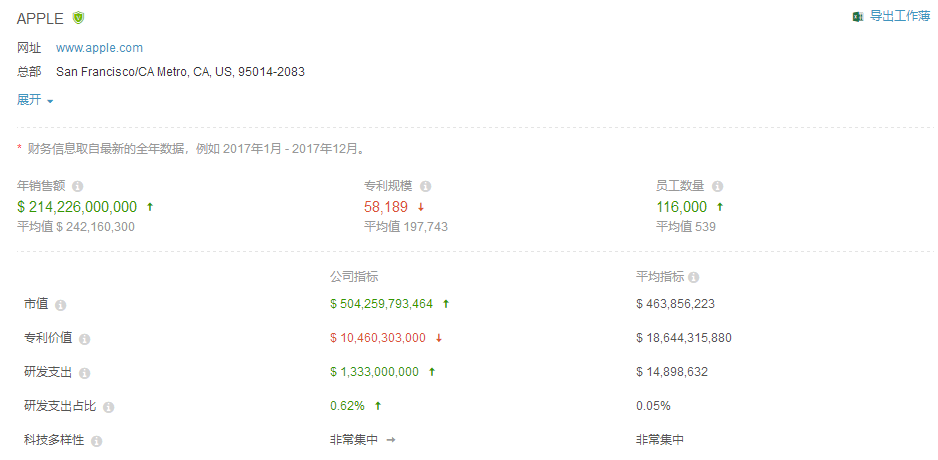 APPLE 导出工作薄
网址 www.apple.com
总部 San Francisco/CA Metro, CA, US, 95014-2083
展开
* 财务信息取自最新的全年数据，例如 2017年1月 - 2017年12月。
年销售额 专利规模 员工数量
$ 214,226,000,000 ↑ 58,189 ↓ 116,000 ↑
平均值 $ 242,160,300 平均值 197,743 平均值 539
公司指标 平均指标
市值 $ 504,259,793,464 ↑ $ 463,856,223
专利价值 $ 10,460,303,000 ↓ $ 18,644,315,880
研发支出 $ 1,333,000,000 ↑ $ 14,898,632
研发支出占比 0.62% ↑ 0.05%
科技多样性 非常集中 → 非常集中